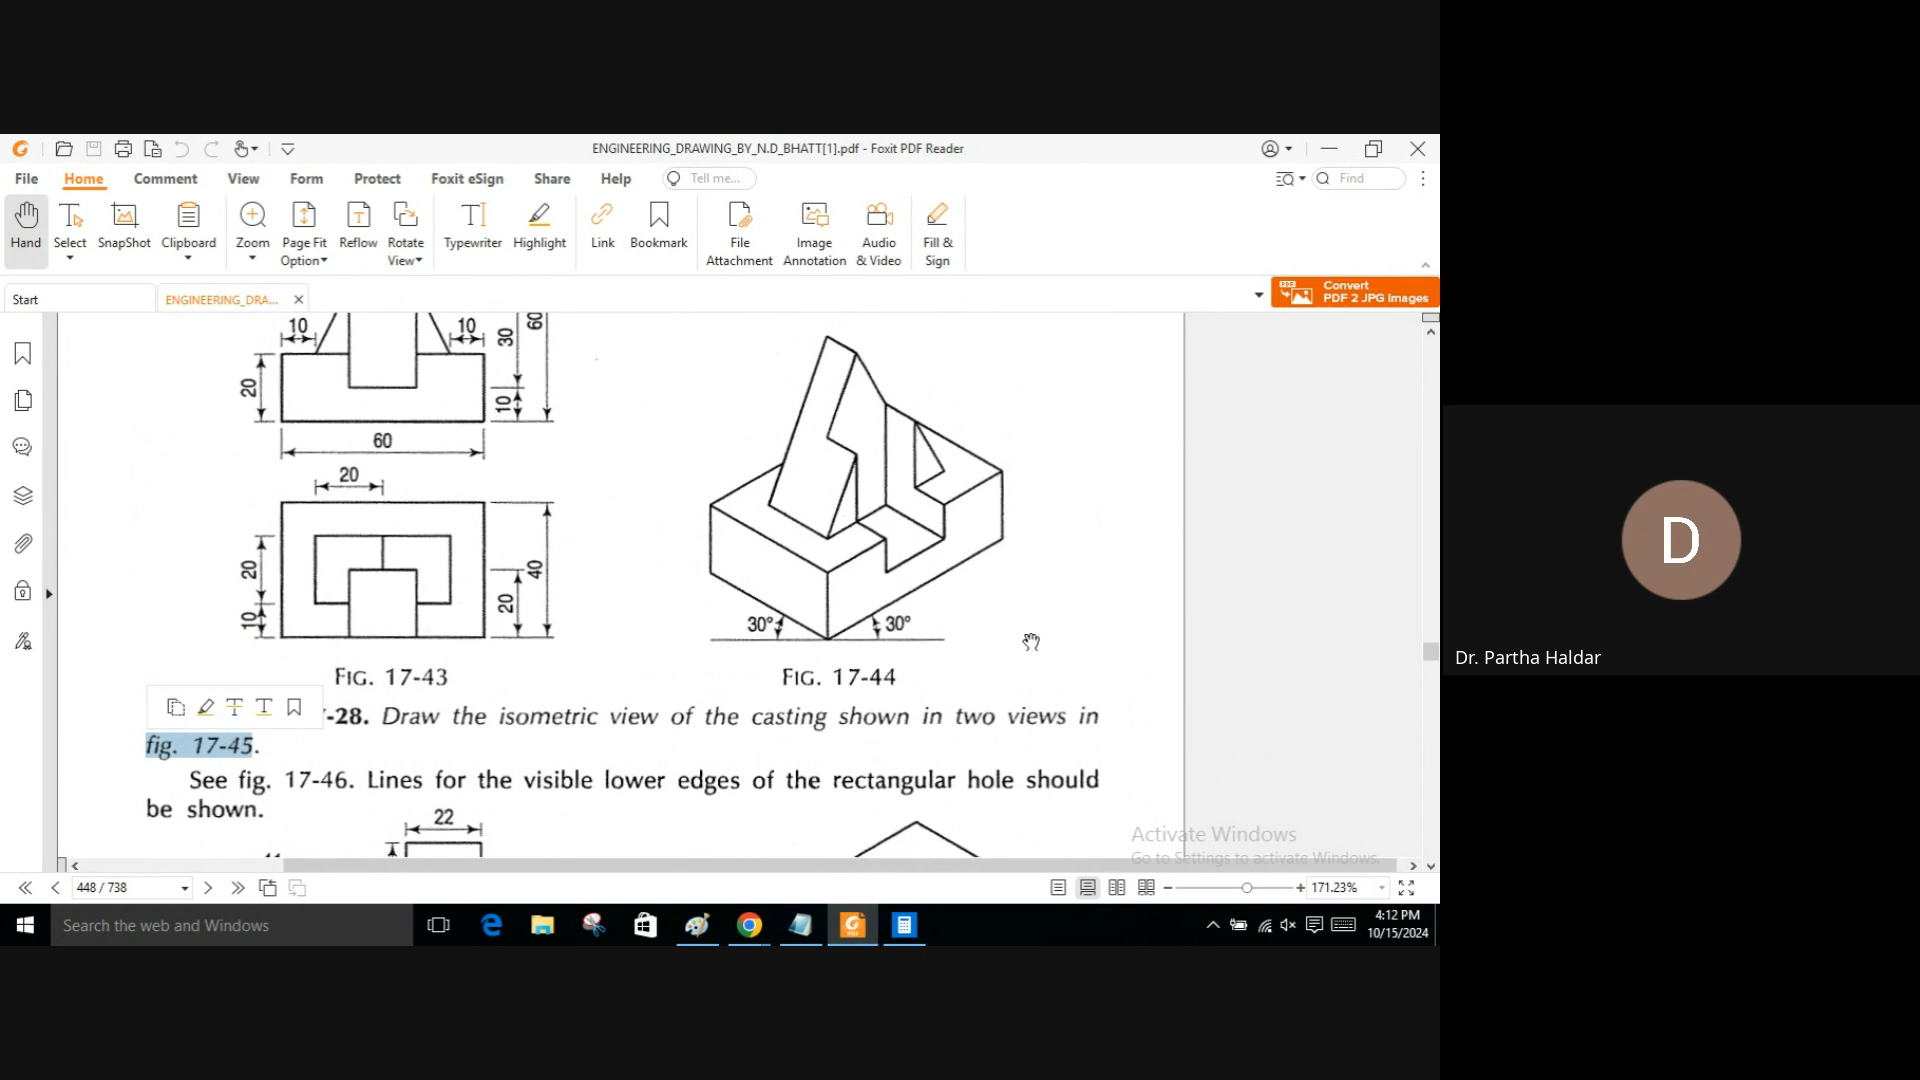 ENGINEERING_DRAWING_BY_N.D_BHATT[1].pdf - Foxit PDF Reader
File Home Comment View Form Protect Foxit eSign Share Help Tell me... Find
Hand Select SnapShot Clipboard Zoom Page Fit Option Reflow Rotate View Typewriter Highlight Link Bookmark File Attachment Image Annotation Audio & Video Fill & Sign
Start ENGINEERING_DRA... Convert PDF 2 JPG Images
10 10 30 60
20
10
60
20
20
40
20
10
30° 30°
FIG. 17-43 FIG. 17-44
-28. Draw the isometric view of the casting shown in two views in
fig. 17-45.
See fig. 17-46. Lines for the visible lower edges of the rectangular hole should
be shown.
22
Activate Windows
Go to Settings to activate Windows.
448 / 738 171.23%
Search the web and Windows
4:12 PM
10/15/2024
D
Dr. Partha Haldar